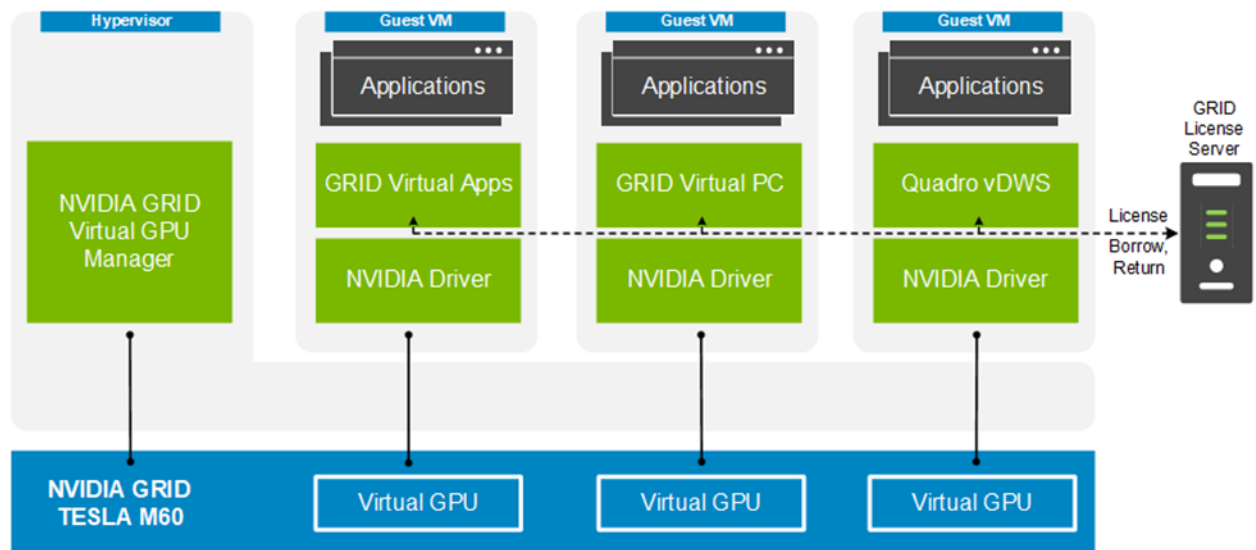 Hypervisor
Guest VM
Guest VM
Guest VM
Applications
Applications
Applications
GRID
License
Server
NVIDIA GRID
Virtual GPU
Manager
GRID Virtual Apps
GRID Virtual PC
Quadro vDWS
License
Borrow,
Return
NVIDIA Driver
NVIDIA Driver
NVIDIA Driver
NVIDIA GRID
TESLA M60
Virtual GPU
Virtual GPU
Virtual GPU